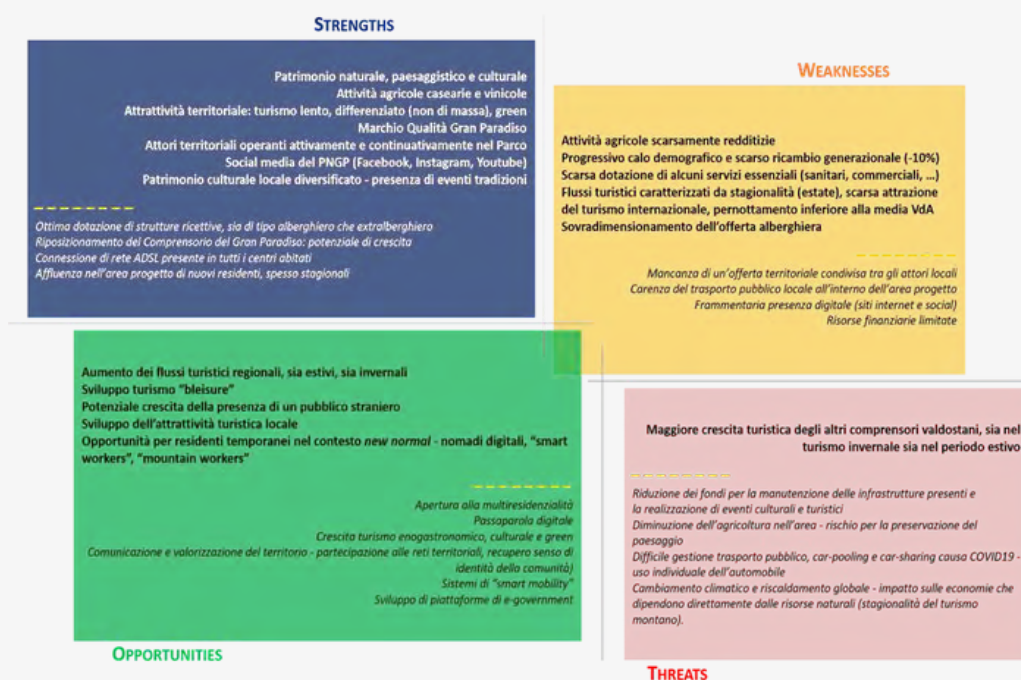 STRENGTHS
Patrimonio naturale, paesaggistico e culturale
Attività agricole casearie e vinicole
Attrattività territoriale: turismo lento, differenziato (non di massa), green
Marchio Qualità Gran Paradiso
Attori territoriali operanti attivamente e continuativamente nel Parco
Social media del PNGP (Facebook, Instagram, Youtube)
Patrimonio culturale locale diversificato - presenza di eventi tradizioni
Ottima dotazione di strutture ricettive, sia di tipo alberghiero che extralberghiero
Riposizionamento del Comprensorio del Gran Paradiso: potenziale di crescita
Connessione di rete ADSL presente in tutti i centri abitati
Affluenza nell'area progetto di nuovi residenti, spesso stagionali
WEAKNESSES
Attività agricole scarsamente redditizie
Progressivo calo demografico e scarso ricambio generazionale (-10%)
Scarsa dotazione di alcuni servizi essenziali (sanitari, commerciali, ...)
Flussi turistici caratterizzati da stagionalità (estate), scarsa attrazione
del turismo internazionale, pernottamento inferiore alla media VdA
Sovradimensionamento dell'offerta alberghiera
Mancanza di un'offerta territoriale condivisa tra gli attori locali
Carenza del trasporto pubblico locale all'interno dell'area progetto
Frammentaria presenza digitale (siti internet e social)
Risorse finanziarie limitate
Aumento dei flussi turistici regionali, sia estivi, sia invernali
Sviluppo turismo "bleisure"
Potenziale crescita della presenza di un pubblico straniero
Sviluppo dell'attrattività turistica locale
Opportunità per residenti temporanei nel contesto new normal - nomadi digitali, "smart
workers", "mountain workers"
Apertura alla multiresidenzialità
Passaparola digitale
Crescita turismo enogastronomico, culturale e green
Comunicazione e valorizzazione del territorio - partecipazione alle reti territoriali, recupero senso di
identità della comunità)
Sistemi di "smart mobility"
Sviluppo di piattaforme di e-government
OPPORTUNITIES
Maggiore crescita turistica degli altri comprensori valdostani, sia nel
turismo invernale sia nel periodo estivo
Riduzione dei fondi per la manutenzione delle infrastrutture presenti e
la realizzazione di eventi culturali e turistici
Diminuzione dell'agricoltura nell'area - rischio per la preservazione del
paesaggio
Difficile gestione trasporto pubblico, car-pooling e car-sharing causa COVID19 -
uso individuale dell'automobile
Cambiamento climatico e riscaldamento globale - impatto sulle economie che
dipendono direttamente dalle risorse naturali (stagionalità del turismo
montano).
THREATS